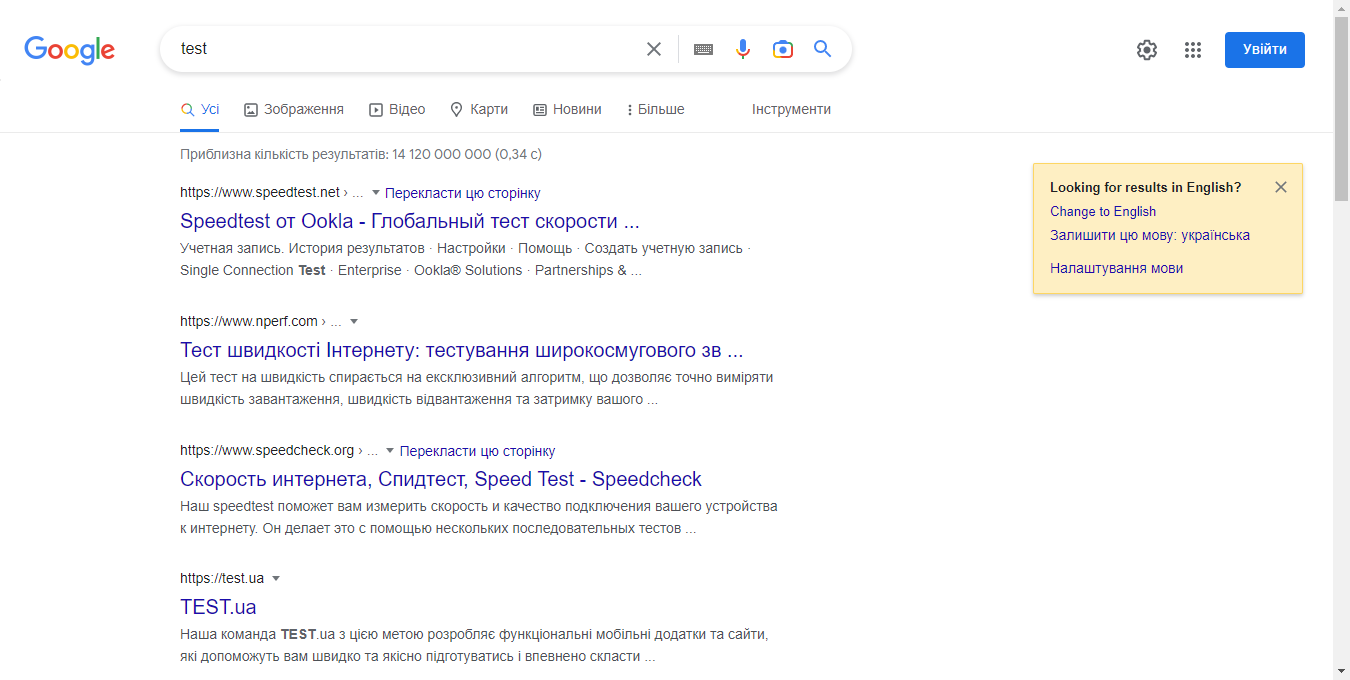 Google
test
Увійти
Усі
Зображення
Відео
Карти
Новини
Більше
Інструменти
Приблизна кількість результатів: 14 120 000 000 (0,34 с)
https://www.speedtest.net › ... Перекласти цю сторінку
Speedtest от Ookla - Глобальный тест скорости ...
Учетная запись. История результатов · Настройки · Помощь · Создать учетную запись ·
Single Connection Test · Enterprise · Ookla® Solutions · Partnerships & ...
https://www.nperf.com › ...
Тест швидкості Інтернету: тестування широкосмугового зв ...
Цей тест на швидкість спирається на ексклюзивний алгоритм, що дозволяє точно виміряти
швидкість завантаження, швидкість відвантаження та затримку вашого ...
https://www.speedcheck.org › ... Перекласти цю сторінку
Скорость интернета, Спидтест, Speed Test - Speedcheck
Наш speedtest поможет вам измерить скорость и качество подключения вашего устройства
к интернету. Он делает это с помощью нескольких последовательных тестов ...
https://test.ua
TEST.ua
Наша команда TEST.ua з цією метою розробляє функціональні мобільні додатки та сайти,
які допоможуть вам швидко та якісно підготуватись і впевнено скласти ...
Looking for results in English?
Change to English
Залишити цю мову: українська
Налаштування мови